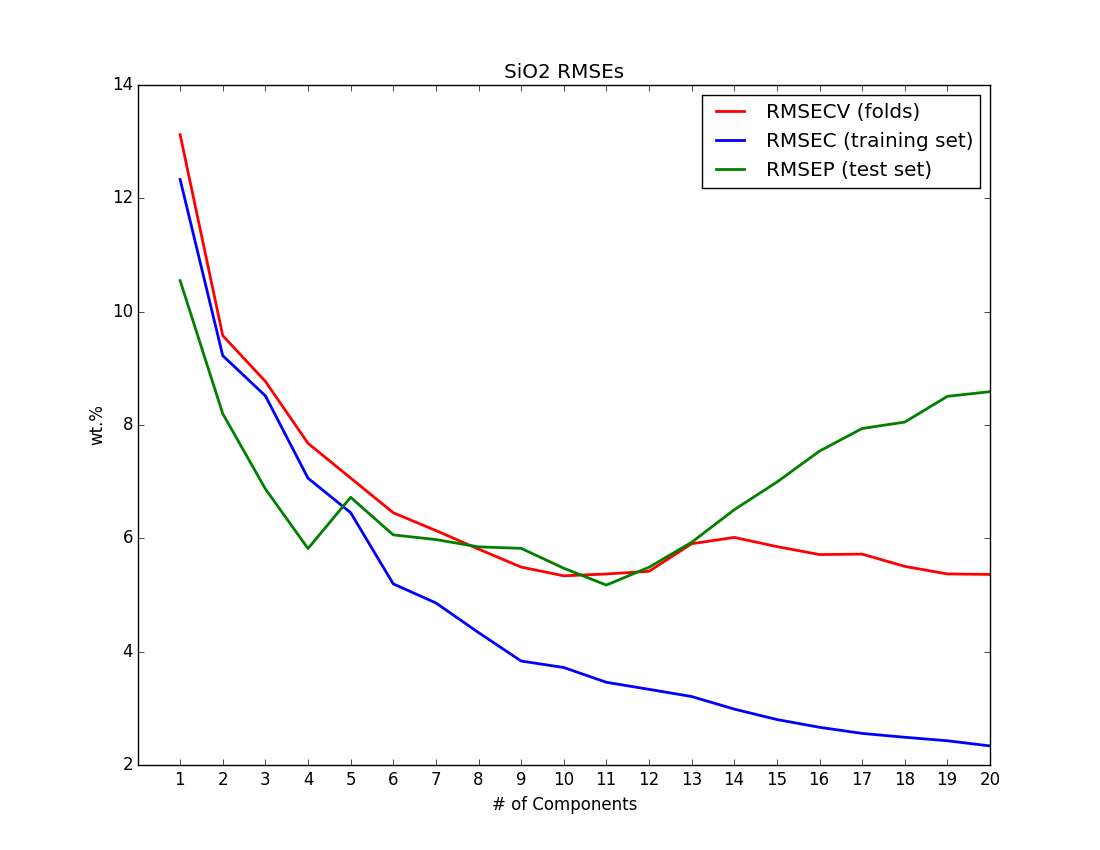 SiO2 RMSEs
RMSECV (folds)
RMSEC (training set)
RMSEP (test set)
14
12
10
8
6
4
2
wt.%
1 2 3 4 5 6 7 8 9 10 11 12 13 14 15 16 17 18 19 20
# of Components